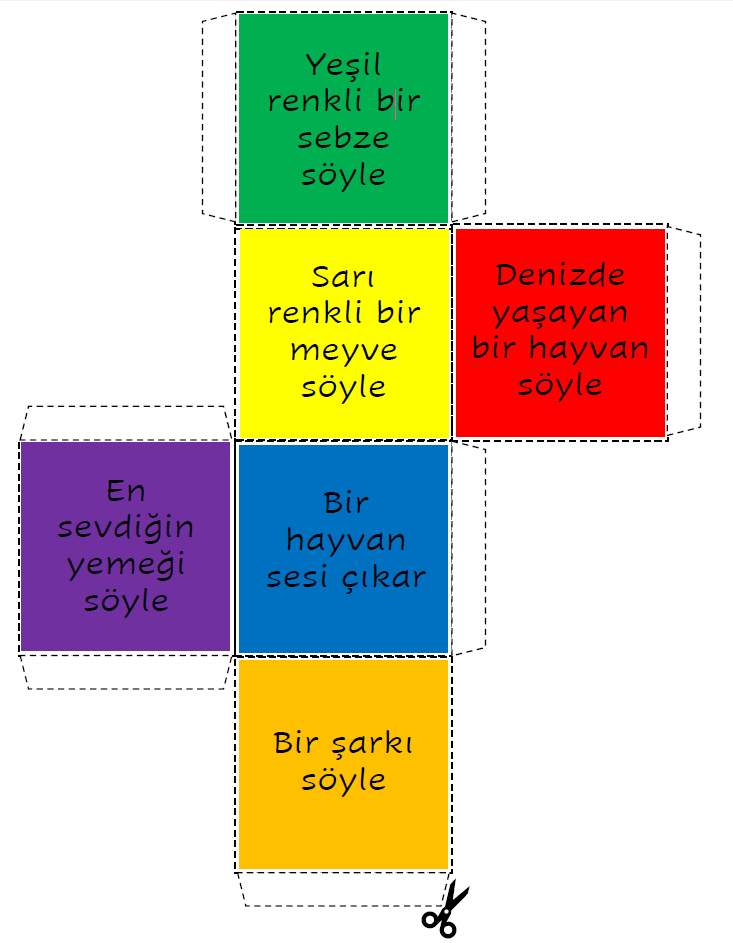 Yeşil
renkli bir
sebze
söyle
Sarı
renkli bir
meyve
söyle
Denizde
yaşayan
bir hayvan
söyle
En
sevdiğin
yemeği
söyle
Bir
hayvan
sesi çıkar
Bir şarkı
söyle